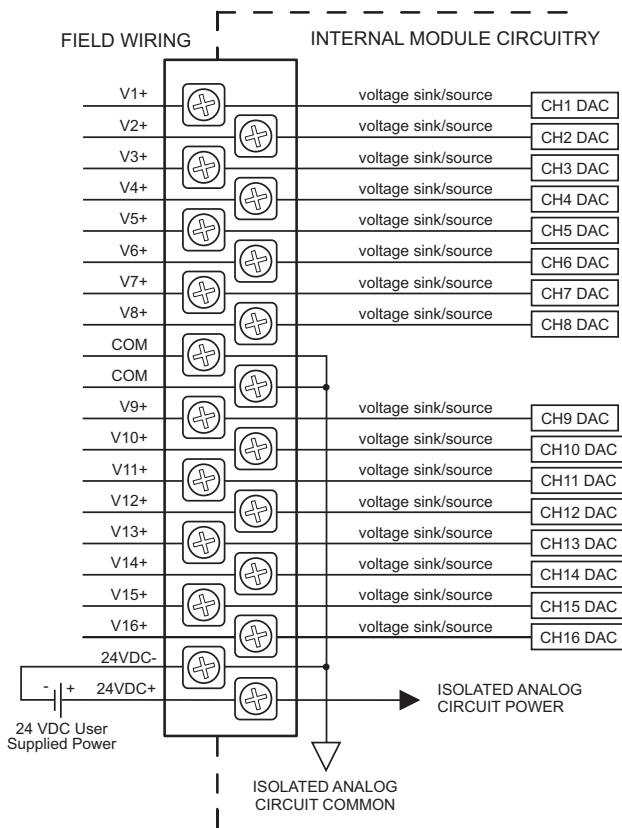 FIELD WIRING
INTERNAL MODULE CIRCUITRY
V1+ voltage sink/source CH1 DAC
V2+ voltage sink/source CH2 DAC
V3+ voltage sink/source CH3 DAC
V4+ voltage sink/source CH4 DAC
V5+ voltage sink/source CH5 DAC
V6+ voltage sink/source CH6 DAC
V7+ voltage sink/source CH7 DAC
V8+ voltage sink/source CH8 DAC
COM
COM
V9+ voltage sink/source CH9 DAC
V10+ voltage sink/source CH10 DAC
V11+ voltage sink/source CH11 DAC
V12+ voltage sink/source CH12 DAC
V13+ voltage sink/source CH13 DAC
V14+ voltage sink/source CH14 DAC
V15+ voltage sink/source CH15 DAC
V16+ voltage sink/source CH16 DAC
24VDC-
- + 24VDC+
24 VDC User
Supplied Power
ISOLATED ANALOG
CIRCUIT POWER
ISOLATED ANALOG
CIRCUIT COMMON